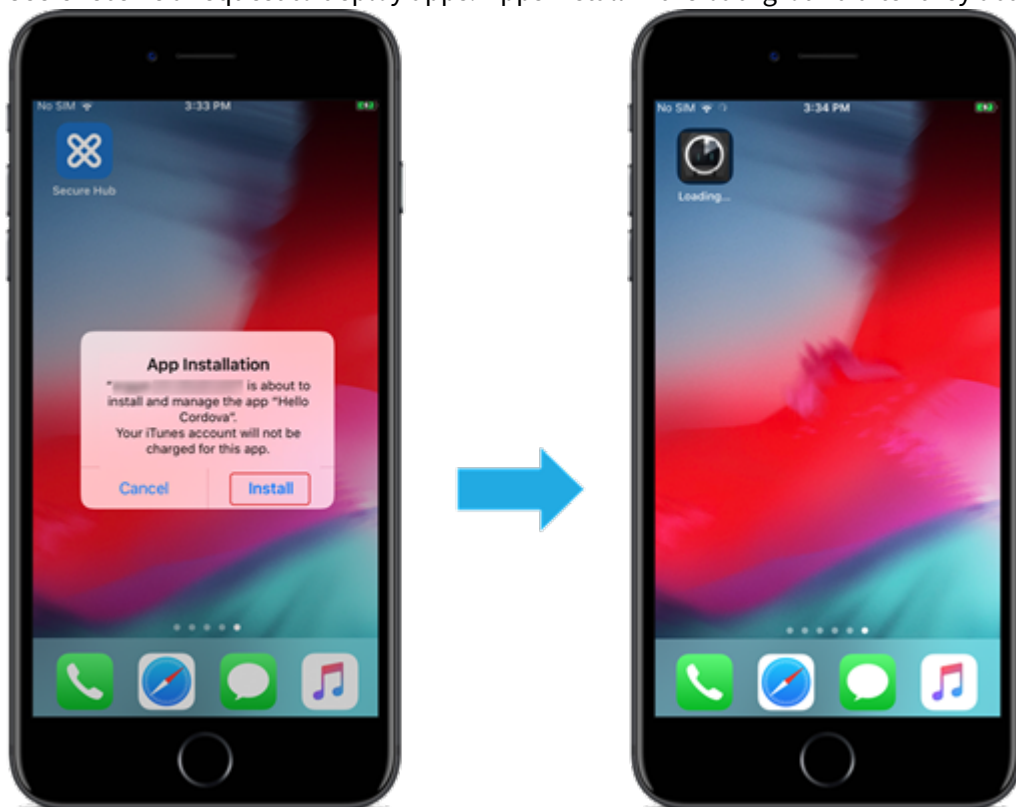 No SIM
3:33 PM
Secure Hub
App Installation
" " is about to
install and manage the app "Hello
Cordova".
Your iTunes account will not be
charged for this app.
Cancel
Install
No SIM
3:34 PM
Loading...